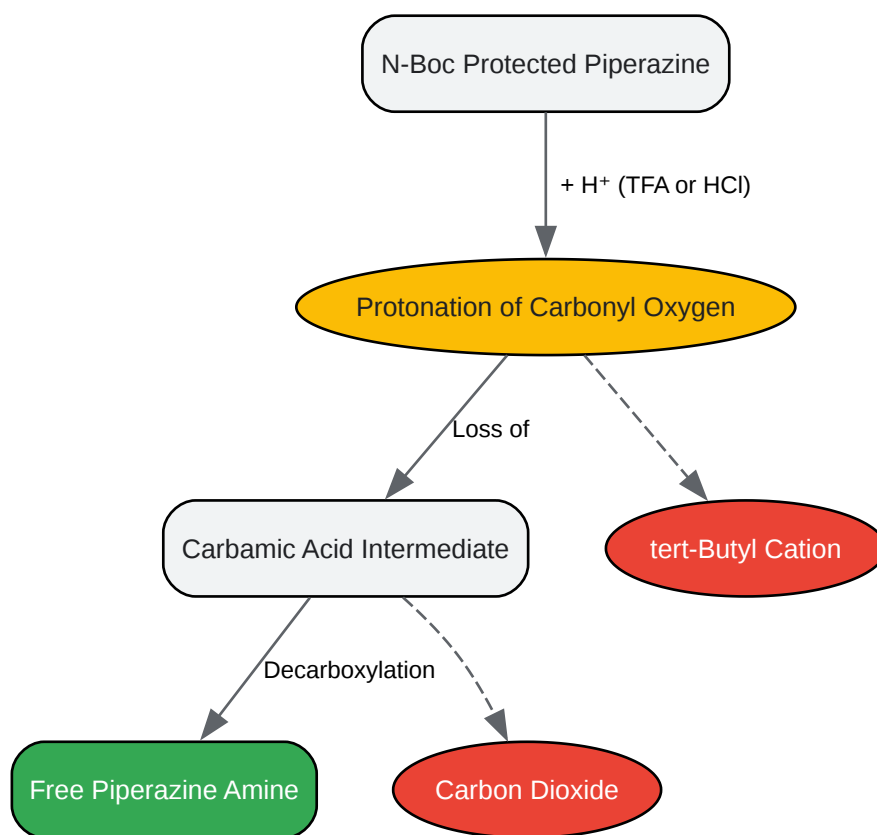 N-Boc Protected Piperazine
+ H⁺ (TFA or HCl)
Protonation of Carbonyl Oxygen
Loss of
Carbamic Acid Intermediate
tert-Butyl Cation
Decarboxylation
Free Piperazine Amine
Carbon Dioxide